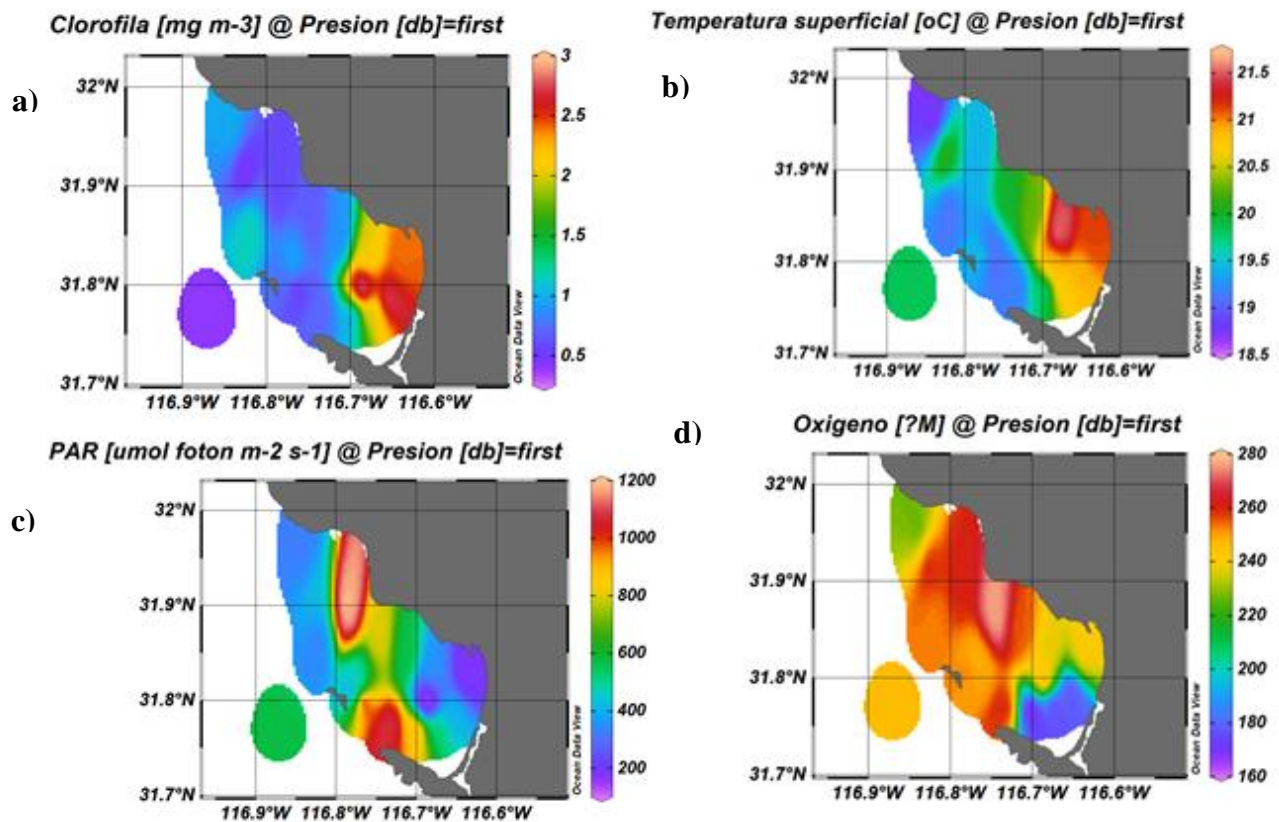 Clorofila [mg m-3] @ Presion [db]=first
a)
32°N
31.9°N
31.8°N
31.7°N
116.9°W 116.8°W 116.7°W 116.6°W
3
2.5
2
1.5
1
0.5
Ocean Data View
Temperatura superficial [oC] @ Presion [db]=first
b)
32°N
31.9°N
31.8°N
31.7°N
116.9°W 116.8°W 116.7°W 116.6°W
21.5
21
20.5
20
19.5
19
18.5
Ocean Data View
PAR [umol foton m-2 s-1] @ Presion [db]=first
c)
32°N
31.9°N
31.8°N
31.7°N
116.9°W 116.8°W 116.7°W 116.6°W
1200
1000
800
600
400
200
Ocean Data View
d)
Oxigeno [?M] @ Presion [db]=first
32°N
31.9°N
31.8°N
31.7°N
116.9°W 116.8°W 116.7°W 116.6°W
280
260
240
220
200
180
160
Ocean Data View